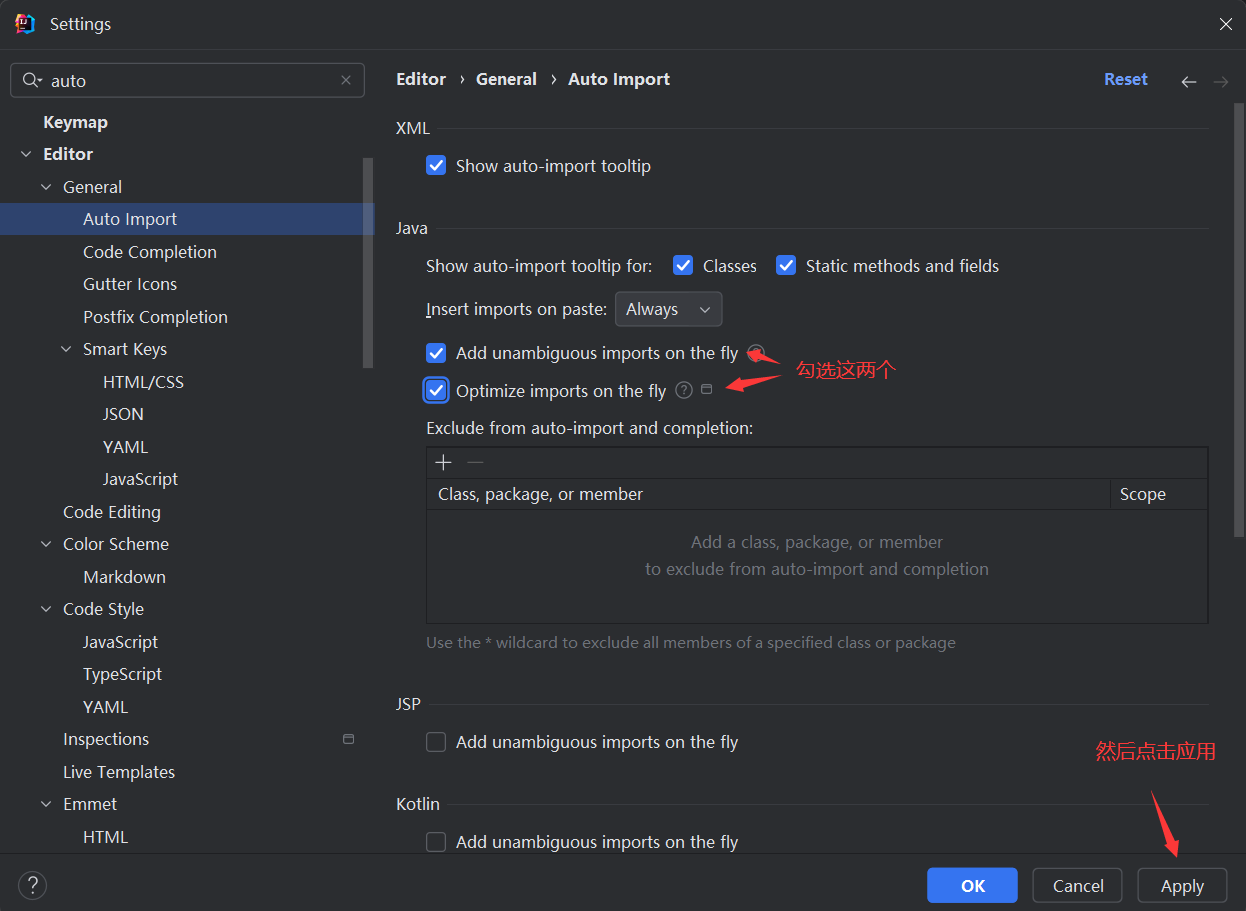 Settings
auto
Editor › General › Auto Import
Reset
Keymap
Editor
General
Auto Import
Code Completion
Gutter Icons
Postfix Completion
Smart Keys
HTML/CSS
JSON
YAML
JavaScript
Code Editing
Color Scheme
Markdown
Code Style
JavaScript
TypeScript
YAML
Inspections
Live Templates
Emmet
HTML
XML
Show auto-import tooltip
Java
Show auto-import tooltip for: Classes Static methods and fields
Insert imports on paste: Always
Add unambiguous imports on the fly
勾选这两个
Optimize imports on the fly ?
Exclude from auto-import and completion:
Class, package, or member Scope
Add a class, package, or member
to exclude from auto-import and completion
Use the * wildcard to exclude all members of a specified class or package
JSP
Add unambiguous imports on the fly
然后点击应用
Kotlin
Add unambiguous imports on the fly
? OK Cancel Apply